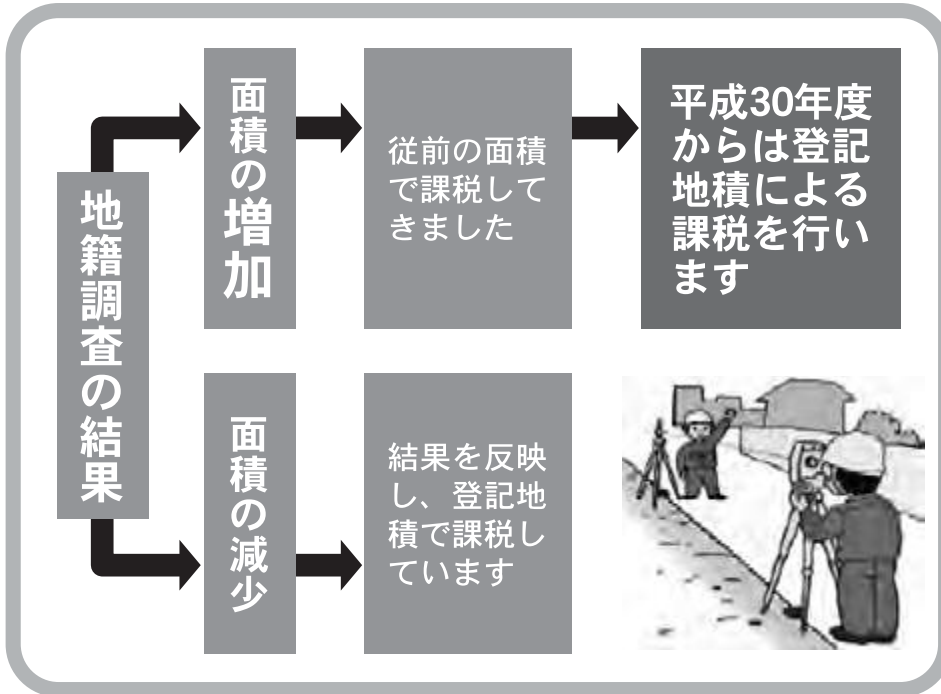 地籍調査の結果
面積の増加
従前の面積
で課税して
きました
平成30年度
からは登記
地積による
課税を行い
ます
面積の減少
結果を反映
し、登記地
積で課税し
ています